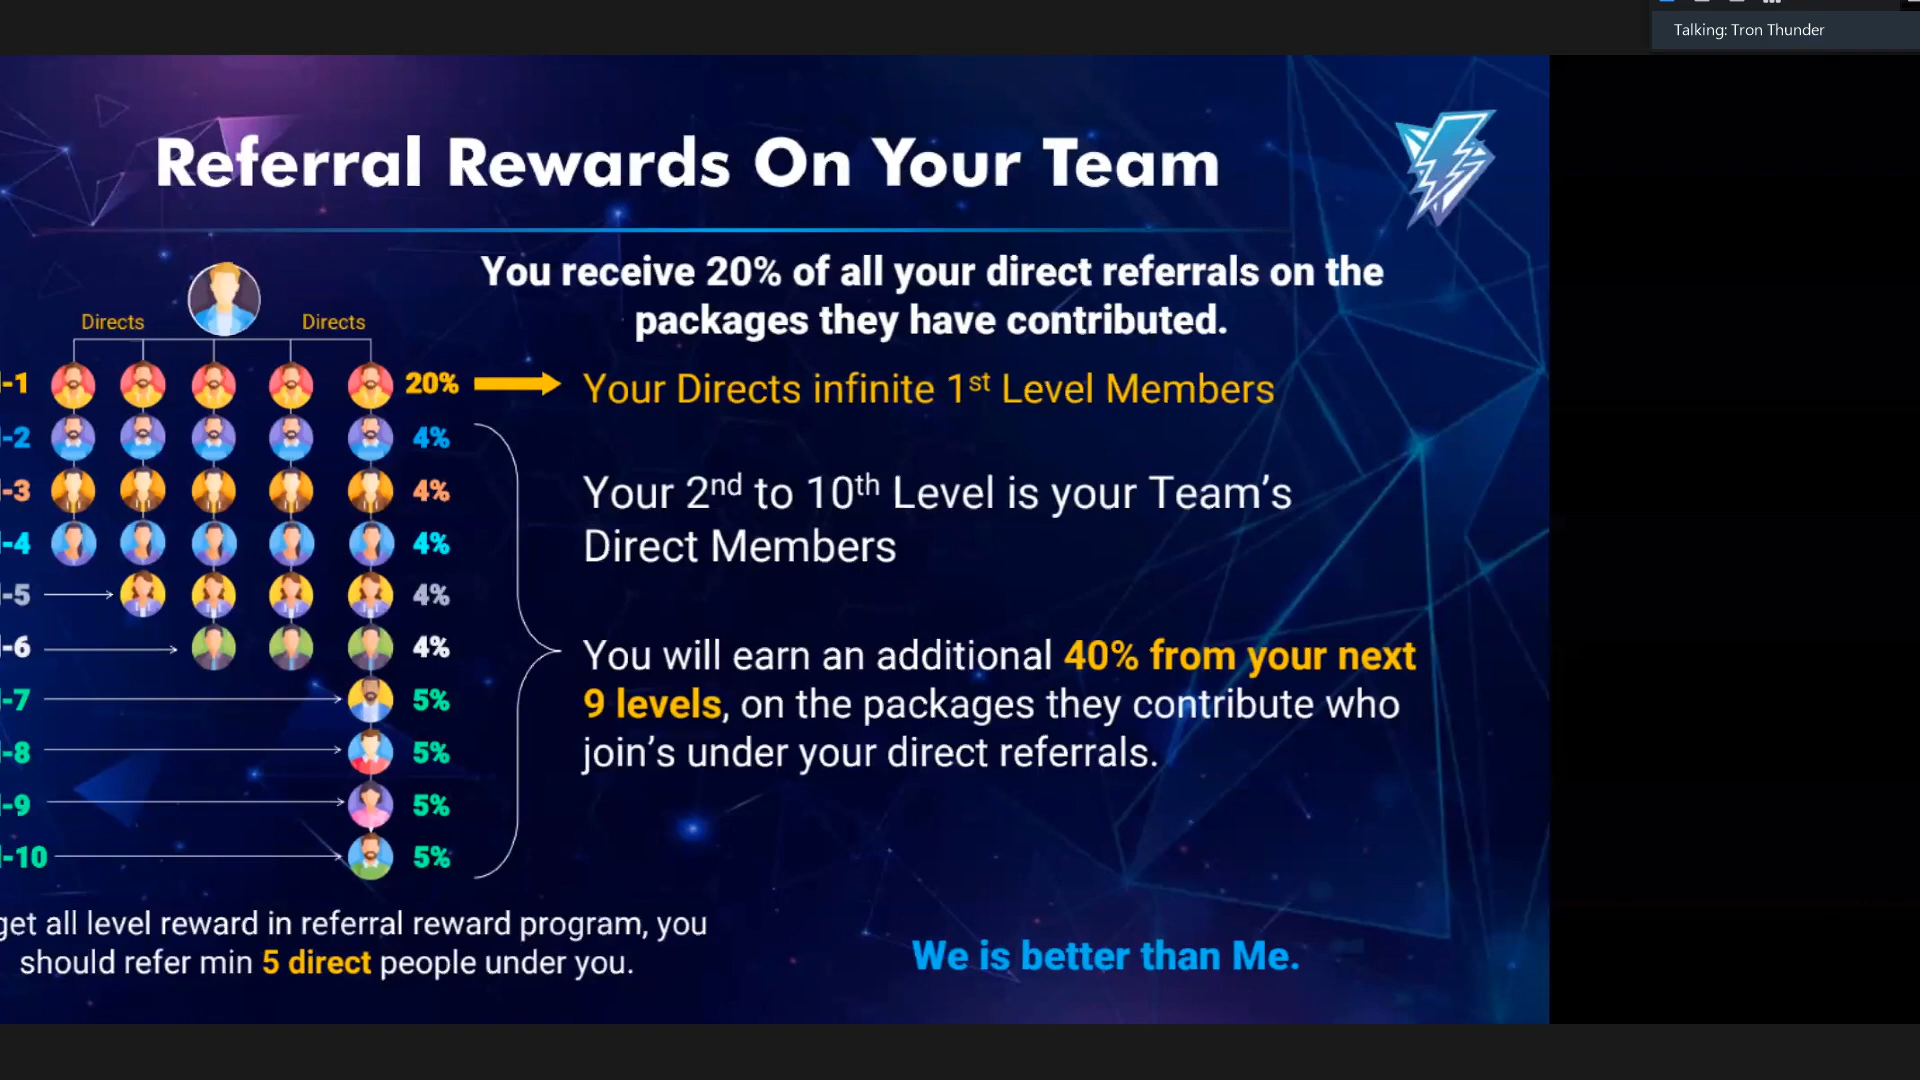 Talking: Tron Thunder
Referral Rewards On Your Team
You receive 20% of all your direct referrals on the
packages they have contributed.
Directs Directs
-1 20% Your Directs infinite 1st Level Members
-2 4%
-3 4% Your 2nd to 10th Level is your Team's
Direct Members
-4 4%
-5 4%
-6 4% You will earn an additional 40% from your next
9 levels, on the packages they contribute who
join's under your direct referrals.
-7 5%
-8 5%
-9 5%
-10 5%
get all level reward in referral reward program, you
should refer min 5 direct people under you.
We is better than Me.